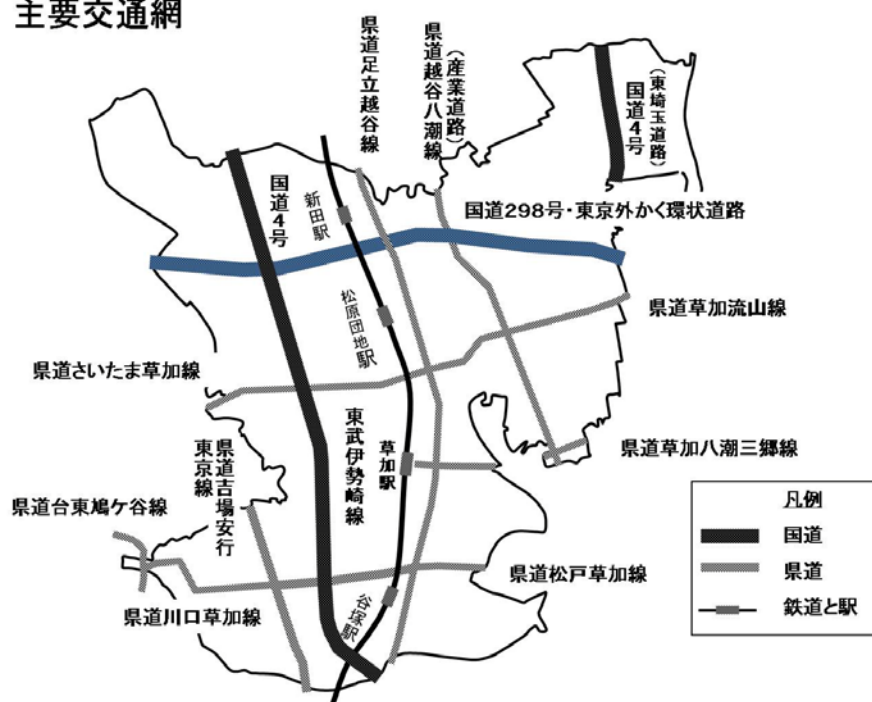 主要交通網
県道足立越谷線
県道越谷八潮線
（産業道路）
国道4号
（東埼玉道路）
国道4号
新田駅
国道298号・東京外かく環状道路
松原団地駅
県道草加流山線
県道さいたま草加線
東武伊勢崎線
草加駅
県道草加八潮三郷線
県道吉場安行
東京線
県道台東鳩ケ谷線
県道松戸草加線
県道川口草加線
谷塚駅
凡例
国道
県道
鉄道と駅